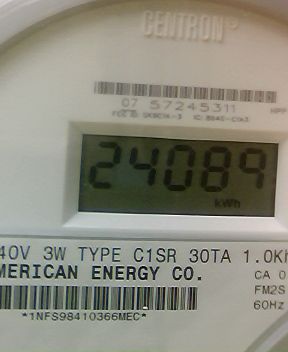 CENTRON®
07 57245311
24089
kWh
40V 3W TYPE C1SR 30TA 1.0Kh
MERICAN ENERGY CO.
CA 0
FM2S
60Hz
*1NFS98410366MEC*